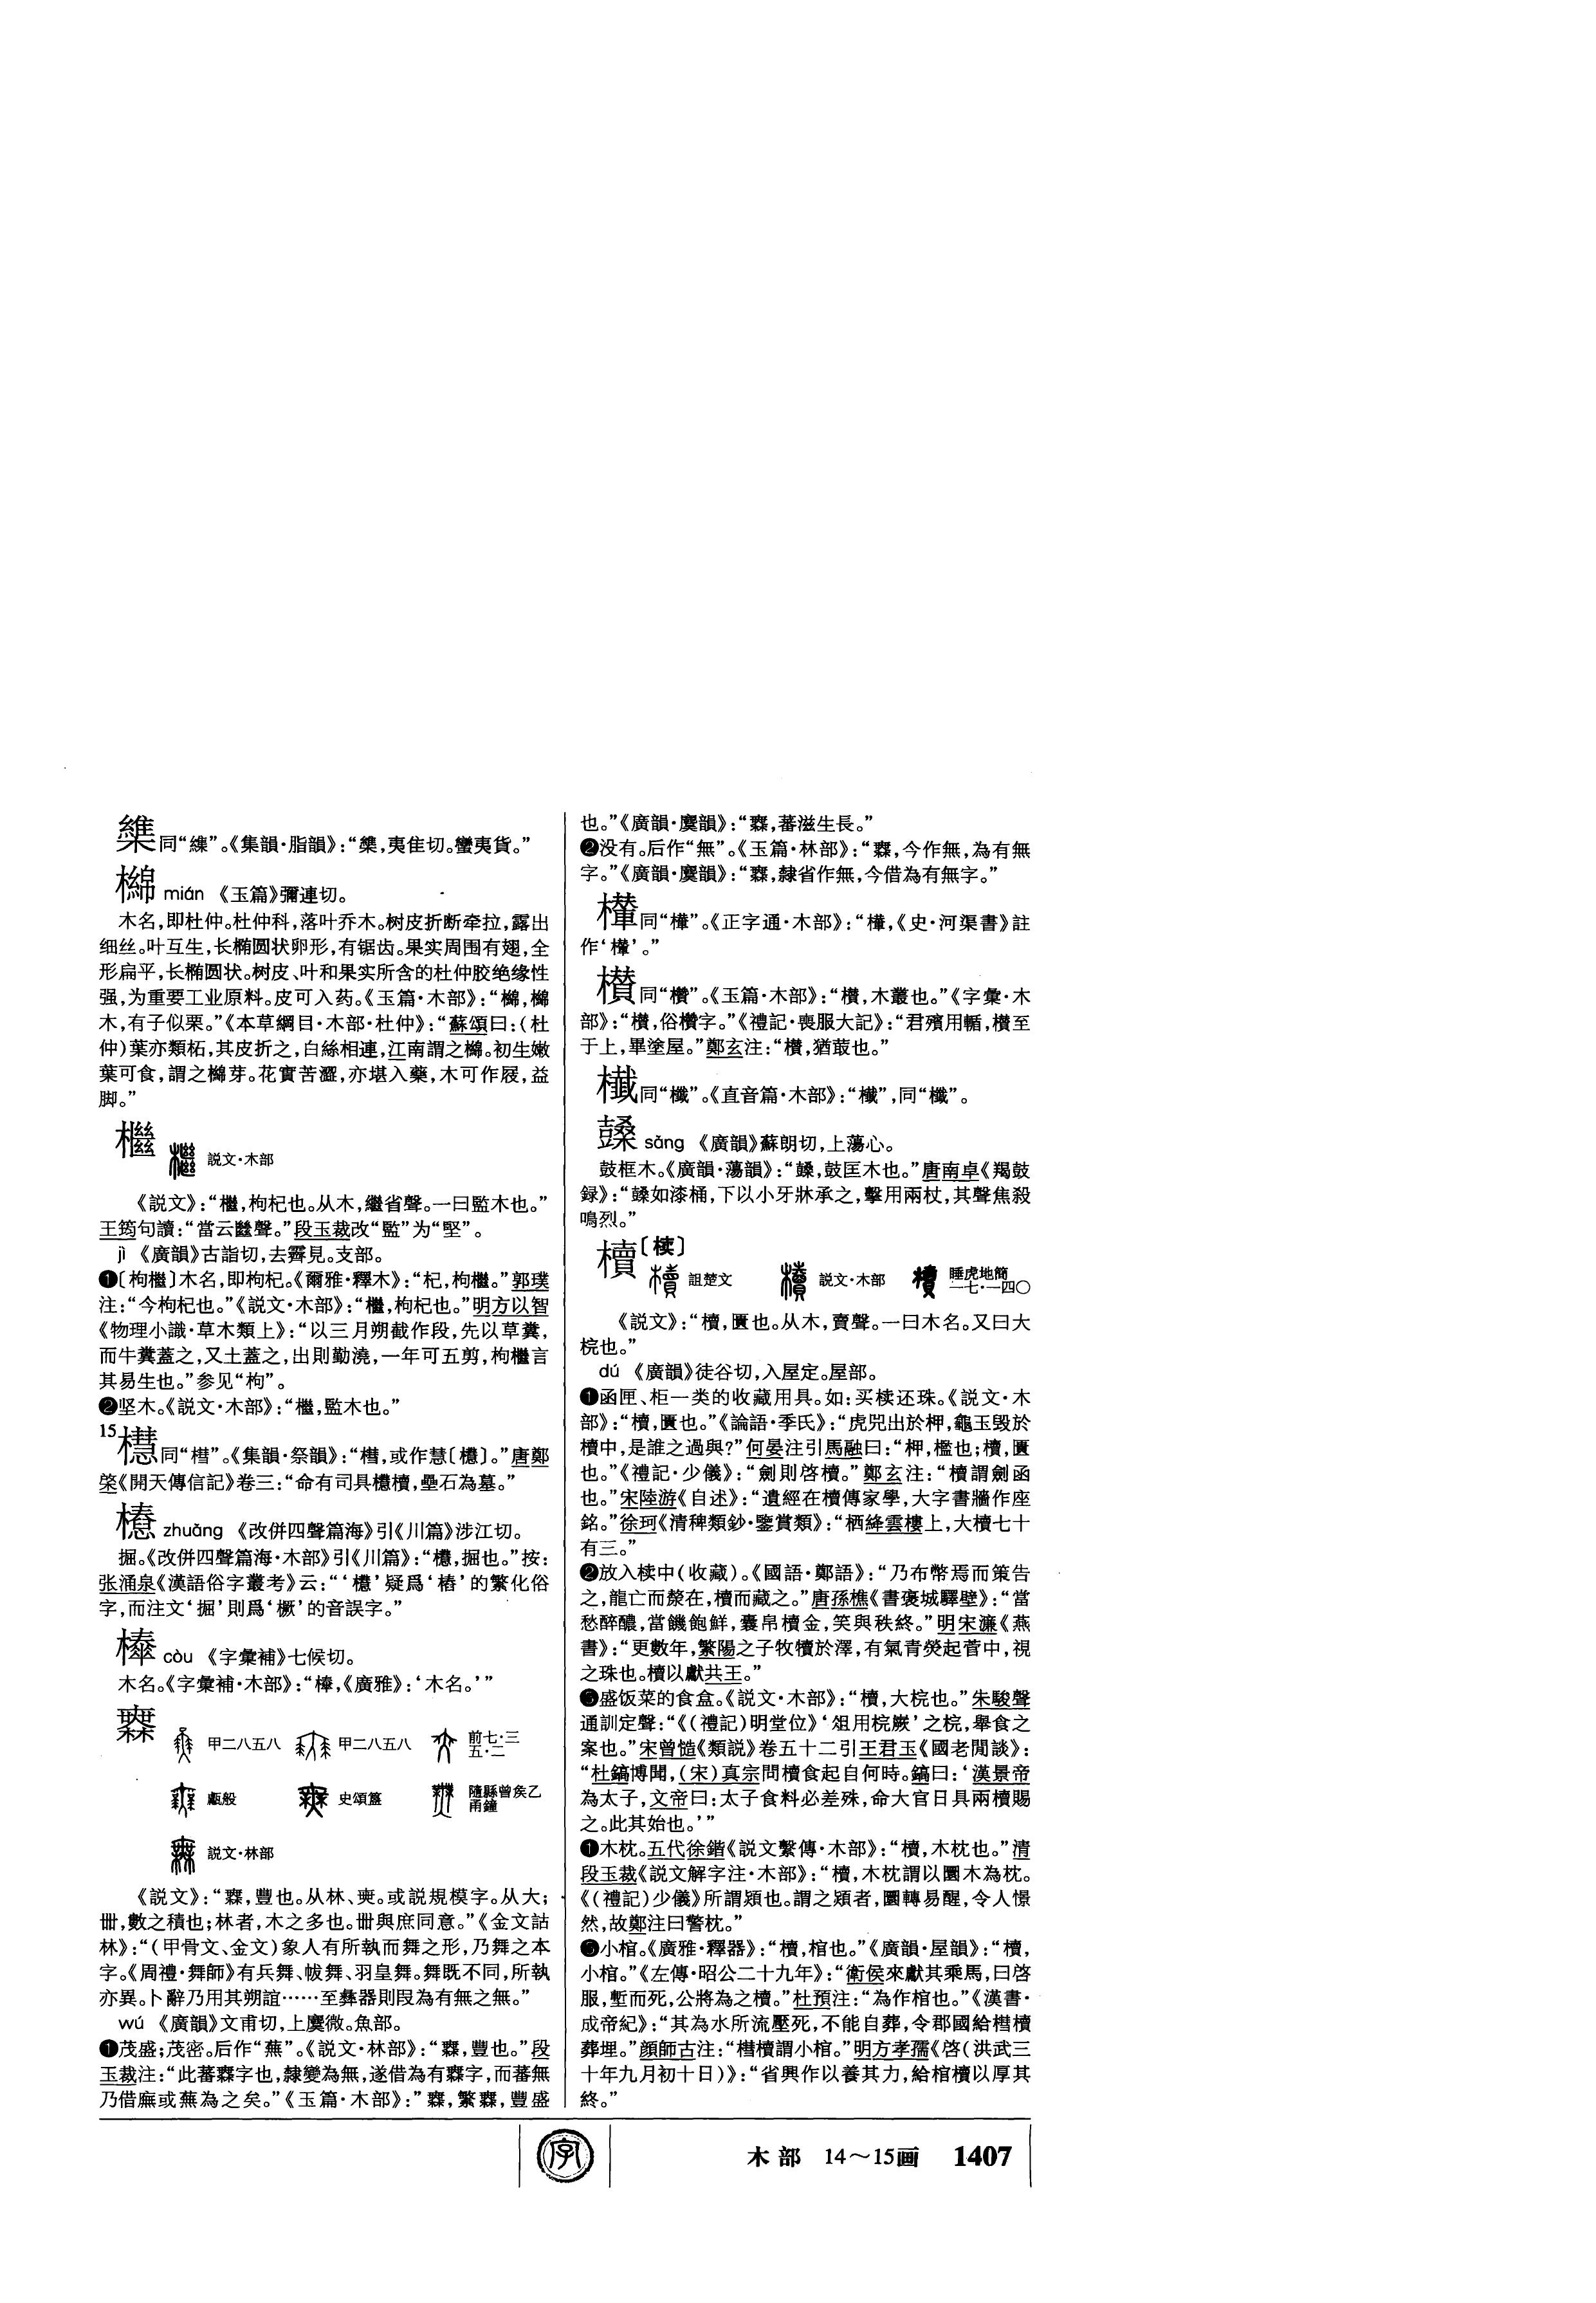 同“𦆯”。《集韻·脂韻》：“，夷隹切。蠻夷貨。”
櫋 mián 《玉篇》彌連切。
木名，即杜仲。杜仲科，落叶乔木。树皮折断牵拉，露出
细丝。叶互生，长椭圆状卵形，有锯齿。果实周围有翅，全
形扁平，长椭圆状。树皮、叶和果实所含的杜仲胶绝缘性
强，为重要工业原料。皮可入药。《玉篇·木部》：“櫋，櫋
木，有子似栗。”《本草綱目·木部·杜仲》：“蘇頌曰：（杜
仲）葉亦類柘，其皮折之，白絲相連，江南謂之櫋。初生嫩
葉可食，謂之櫋芽。花實苦澀，亦堪入藥，木可作屐，益
脚。”
檵 説文·木部
《説文》：“檵，枸杞也。从木，繼省聲。一曰監木也。”
王筠句讀：“當云㡭聲。”段玉裁改“監”为“堅”。
jì 《廣韻》古詣切，去霽見。支部。
❶〔枸檵〕木名，即枸杞。《爾雅·釋木》：“杞，枸檵。”郭璞
注：“今枸杞也。”《説文·木部》：“檵，枸杞也。”明方以智
《物理小識·草木類上》：“以三月朔截作段，先以草糞，
而牛糞蓋之，又土蓋之，出則勤澆，一年可五剪，枸檵言
其易生也。”参见“枸”。
❷坚木。《説文·木部》：“檵，監木也。”
15
櫘同“槥”。《集韻·祭韻》：“槥，或作慧〔櫘〕。”唐鄭
棨《開天傳信記》卷三：“命有司具櫘櫝，壘石為墓。”
zhuāng 《改併四聲篇海》引《川篇》涉江切。
掘。《改併四聲篇海·木部》引《川篇》：“，掘也。”按：
张涌泉《漢語俗字叢考》云：“‘’疑爲‘樁’的繁化俗
字，而注文‘掘’則爲‘橛’的音誤字。”
còu 《字彙補》七候切。
木名。《字彙補·木部》：“，《廣雅》：‘木名。’”
橆 甲二八五八 甲二八五八 前七·三五·二
甗般 史頌簋 隨縣曾矦乙甬鐘
説文·林部
《説文》：“橆，豐也。从林、奭。或説規模字。从大；
卌，數之積也；林者，木之多也。卌與庶同意。”《金文詁
林》：“（甲骨文、金文）象人有所執而舞之形，乃舞之本
字。《周禮·舞師》有兵舞、帗舞、羽皇舞。舞既不同，所執
亦異。卜辭乃用其朔誼……至彝器則叚為有無之無。”
wú 《廣韻》文甫切，上麌微。魚部。
❶茂盛；茂密。后作“蕪”。《説文·林部》：“橆，豐也。”段
玉裁注：“此蕃橆字也，隸變為無，遂借為有橆字，而蕃無
乃借廡或蕪為之矣。”《玉篇·木部》：“橆，繁橆，豐盛
也。”《廣韻·麌韻》：“橆，蕃滋生長。”
❷没有。后作“無”。《玉篇·林部》：“橆，今作無，為有無
字。”《廣韻·麌韻》：“橆，隸省作無，今借為有無字。”
同“”。《正字通·木部》：“，《史·河渠書》註
作‘’。”
欑同“欑”。《玉篇·木部》：“，木叢也。”《字彙·木
部》：“，俗欑字。”《禮記·喪服大記》：“君殯用輴，欑至
于上，畢塗屋。”鄭玄注：“欑，猶菆也。”
同“櫼”。《直音篇·木部》：“”，同“櫼”。
sǎng 《廣韻》蘇朗切，上蕩心。
鼓框木。《廣韻·蕩韻》：“，鼓匡木也。”唐南卓《羯鼓
録》：“如漆桶，下以小牙牀承之，擊用兩杖，其聲焦殺
鳴烈。”
櫝〔椟〕 詛楚文 説文·木部 睡虎地簡一七·一四〇
《説文》：“櫝，匱也。从木，賣聲。一曰木名。又曰大
梡也。”
dú 《廣韻》徒谷切，入屋定。屋部。
❶函匣、柜一类的收藏用具。如：买椟还珠。《説文·木
部》：“櫝，匱也。”《論語·季氏》：“虎兕出於柙，龜玉毁於
櫝中，是誰之過與？”何晏注引馬融曰：“柙，檻也；櫝，匱
也。”《禮記·少儀》：“劍則啓櫝。”鄭玄注：“櫝謂劍函
也。”宋陸游《自述》：“遺經在櫝傳家學，大字書牆作座
銘。”徐珂《清稗類鈔·鑒賞類》：“栖絳雲樓上，大櫝七十
有三。”
❷放入椟中（收藏）。《國語·鄭語》：“乃布幣焉而策告
之，龍亡而漦在，櫝而藏之。”唐孫樵《書褒城驛壁》：“當
愁醉醲，當饑飽鮮，囊帛櫝金，笑與秩終。”明宋濂《燕
書》：“更數年，繁陽之子牧犢於澤，有氣青熒起菅中，視
之珠也。櫝以獻共王。”
❸盛饭菜的食盒。《説文·木部》：“櫝，大梡也。”朱駿聲
通訓定聲：“《（禮記）明堂位》‘俎用梡嶡’之梡，舉食之
案也。”宋曾慥《類説》卷五十二引王君玉《國老閒談》：
“杜鎬博聞，（宋）真宗問櫝食起自何時。鎬曰：‘漢景帝
為太子，文帝曰：太子食料必差殊，命大官日具兩櫝賜
之。此其始也。’”
❹木枕。五代徐鍇《説文繫傳·木部》：“櫝，木枕也。”清
段玉裁《説文解字注·木部》：“櫝，木枕謂以圜木為枕。
《（禮記）少儀》所謂熲也。謂之熲者，圜轉易醒，令人憬
然，故鄭注曰警枕。”
❺小棺。《廣雅·釋器》：“櫝，棺也。”《廣韻·屋韻》：“櫝，
小棺。”《左傳·昭公二十九年》：“衛侯來獻其乘馬，曰啓
服，塹而死，公將為之櫝。”杜預注：“為作棺也。”《漢書·
成帝紀》：“其為水所流壓死，不能自葬，令郡國給槥櫝
葬埋。”顔師古注：“槥櫝謂小棺。”明方孝孺《啓（洪武三
十年九月初十日）》：“省興作以養其力，給棺櫝以厚其
終。”
字
木部 14～15画 1407